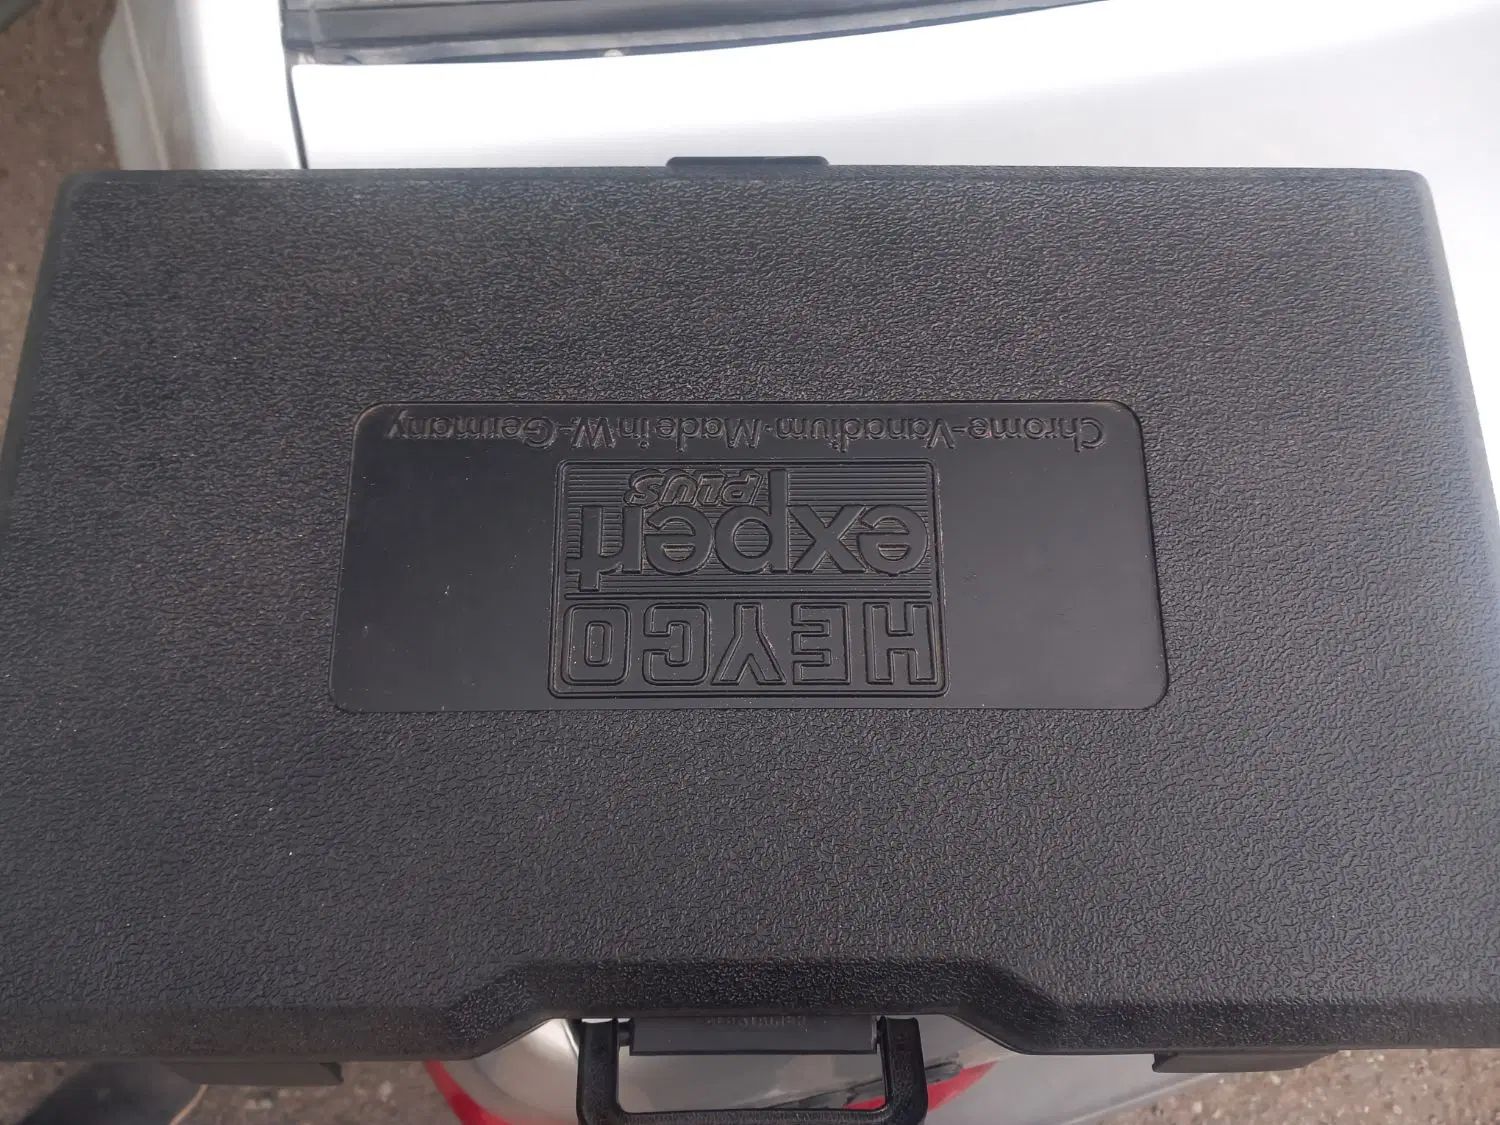 HEYCO
expert
PLUS
Chrome-Vanadium·Made in W.-Germany